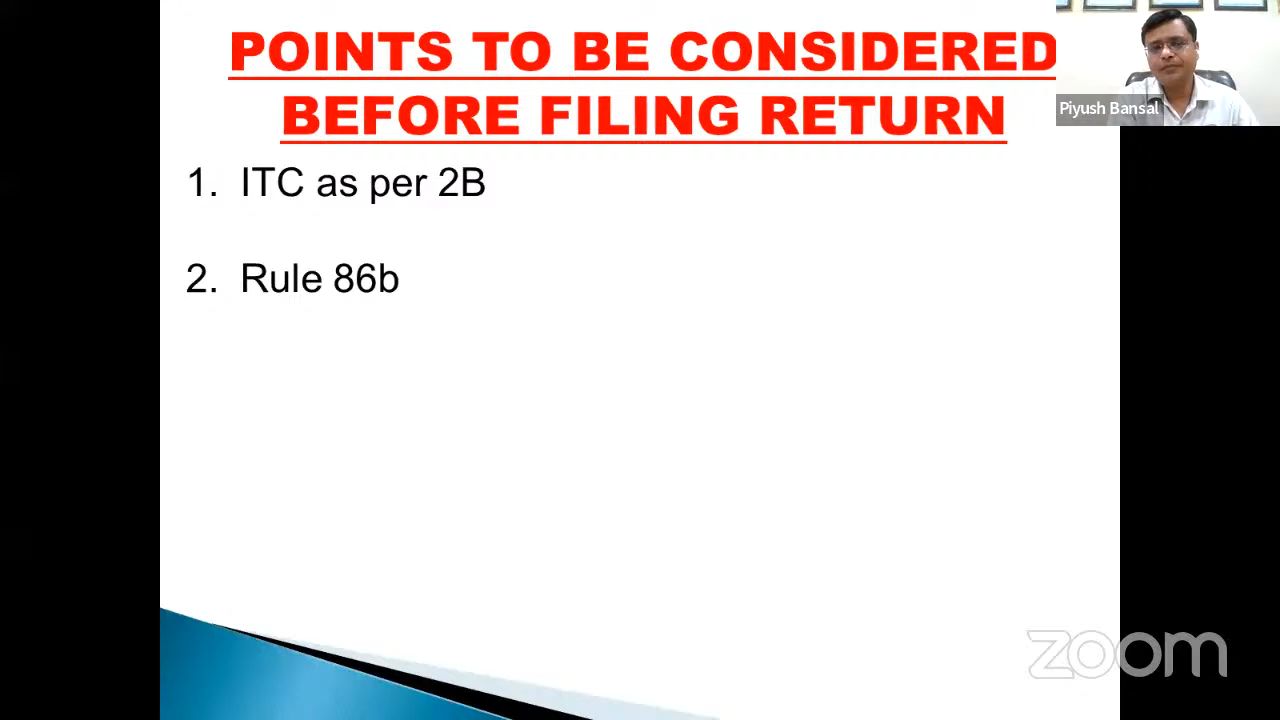 POINTS TO BE CONSIDERED
BEFORE FILING RETURN
Piyush Bansal
1. ITC as per 2B
2. Rule 86b
zoom